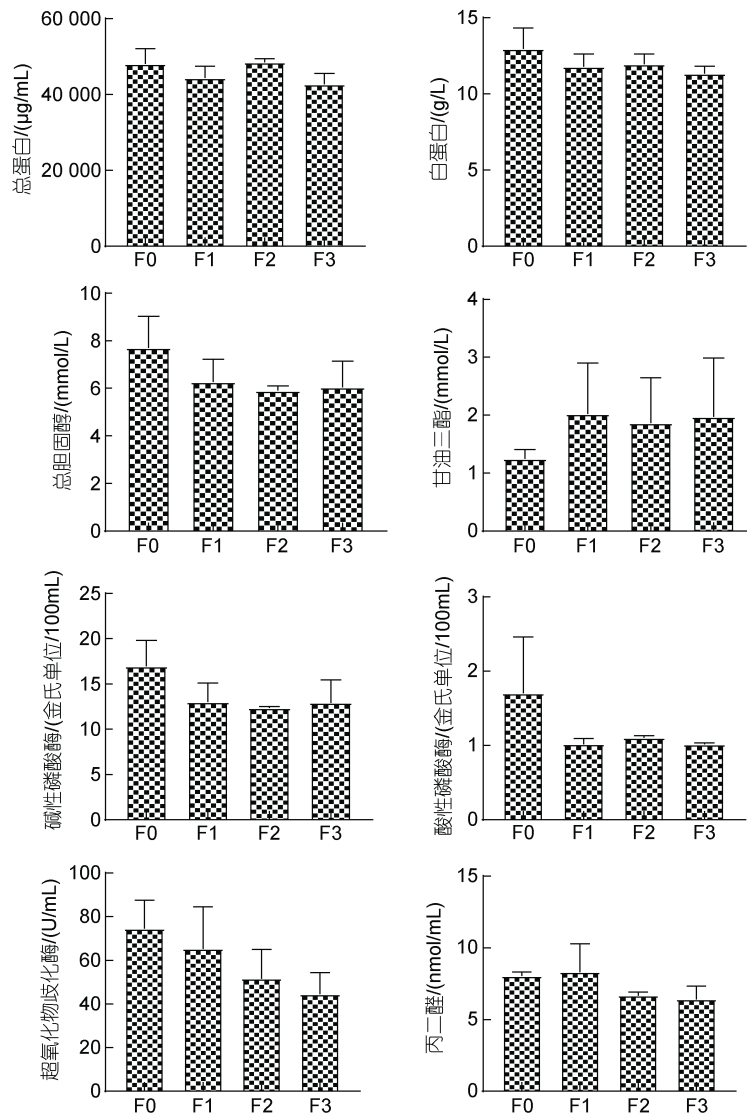 总蛋白/(μg/mL)
60 000
40 000
20 000
0
F0 F1 F2 F3
白蛋白/(g/L)
15
10
5
0
F0 F1 F2 F3
总胆固醇/(mmol/L)
10
8
6
4
2
0
F0 F1 F2 F3
甘油三酯/(mmol/L)
4
3
2
1
0
F0 F1 F2 F3
碱性磷酸酶/(金氏单位/100mL)
25
20
15
10
5
0
F0 F1 F2 F3
酸性磷酸酶/(金氏单位/100mL)
3
2
1
0
F0 F1 F2 F3
超氧化物歧化酶/(U/mL)
100
80
60
40
20
0
F0 F1 F2 F3
丙二醛/(nmol/mL)
15
10
5
0
F0 F1 F2 F3